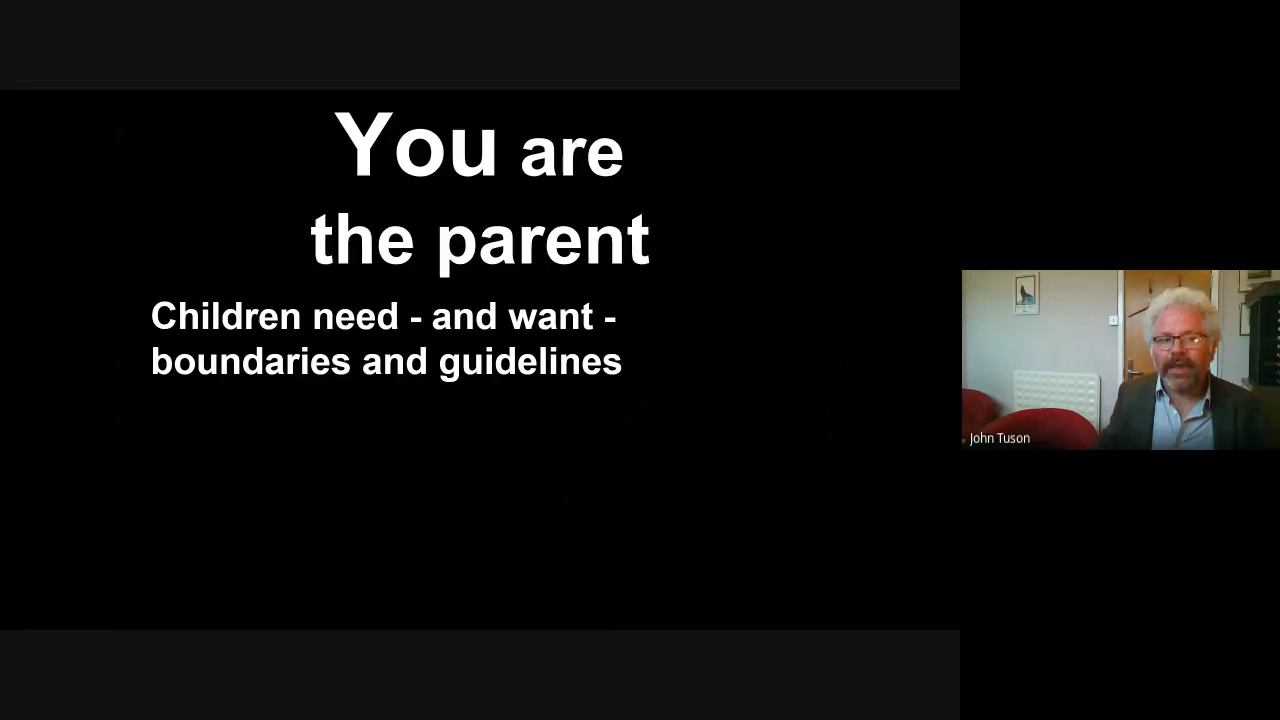 You are
the parent
Children need - and want -
boundaries and guidelines
John Tuson